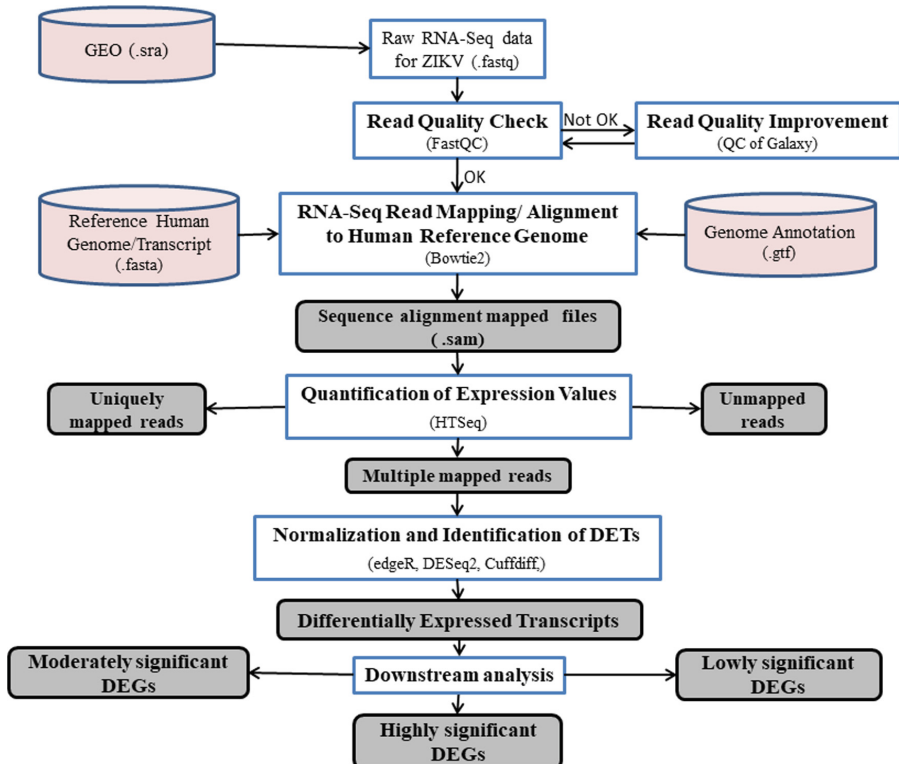 GEO (.sra)
Raw RNA-Seq data
for ZIKV (.fastq)
Read Quality Check
(FastQC)
Not OK
Read Quality Improvement
(QC of Galaxy)
OK
Reference Human
Genome/Transcript
(.fasta)
RNA-Seq Read Mapping/ Alignment
to Human Reference Genome
(Bowtie2)
Genome Annotation
(.gtf)
Sequence alignment mapped files
( .sam)
Uniquely
mapped reads
Quantification of Expression Values
(HTSeq)
Unmapped
reads
Multiple mapped reads
Normalization and Identification of DETs
(edgeR, DESeq2, Cuffdiff,)
Differentially Expressed Transcripts
Moderately significant
DEGs
Downstream analysis
Lowly significant
DEGs
Highly significant
DEGs